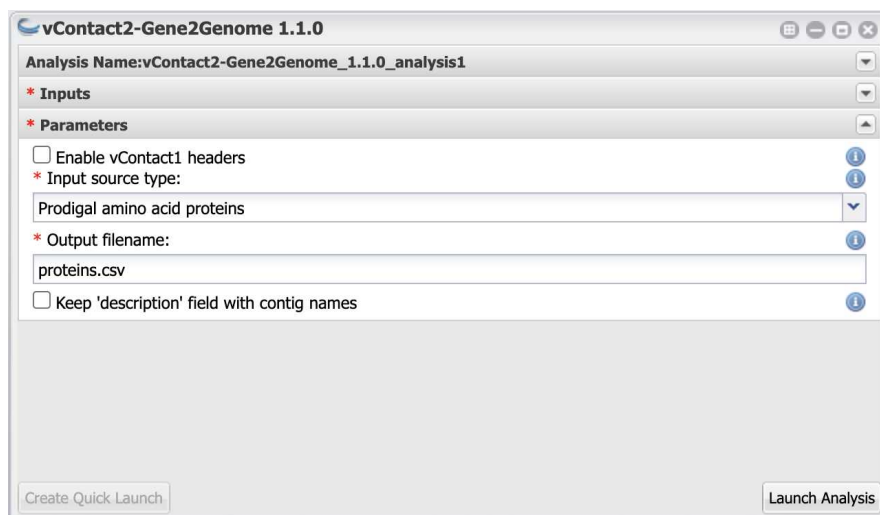 vContact2-Gene2Genome 1.1.0
Analysis Name:vContact2-Gene2Genome_1.1.0_analysis1
* Inputs
* Parameters
Enable vContact1 headers
* Input source type:
Prodigal amino acid proteins
* Output filename:
proteins.csv
Keep 'description' field with contig names
Create Quick Launch Launch Analysis